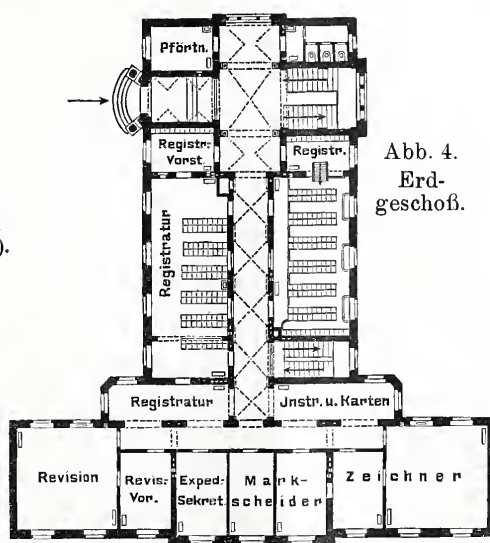 Pförtn.
Registr.-
Vorst.
Registr.
Abb. 4.
Erd-
geschoß.
).
Registratur
Registratur
Jnstr. u. Karten
Revision
Revis.-
Vor.
Exped.-
Sekret.
Mark-
scheider
Zeichner